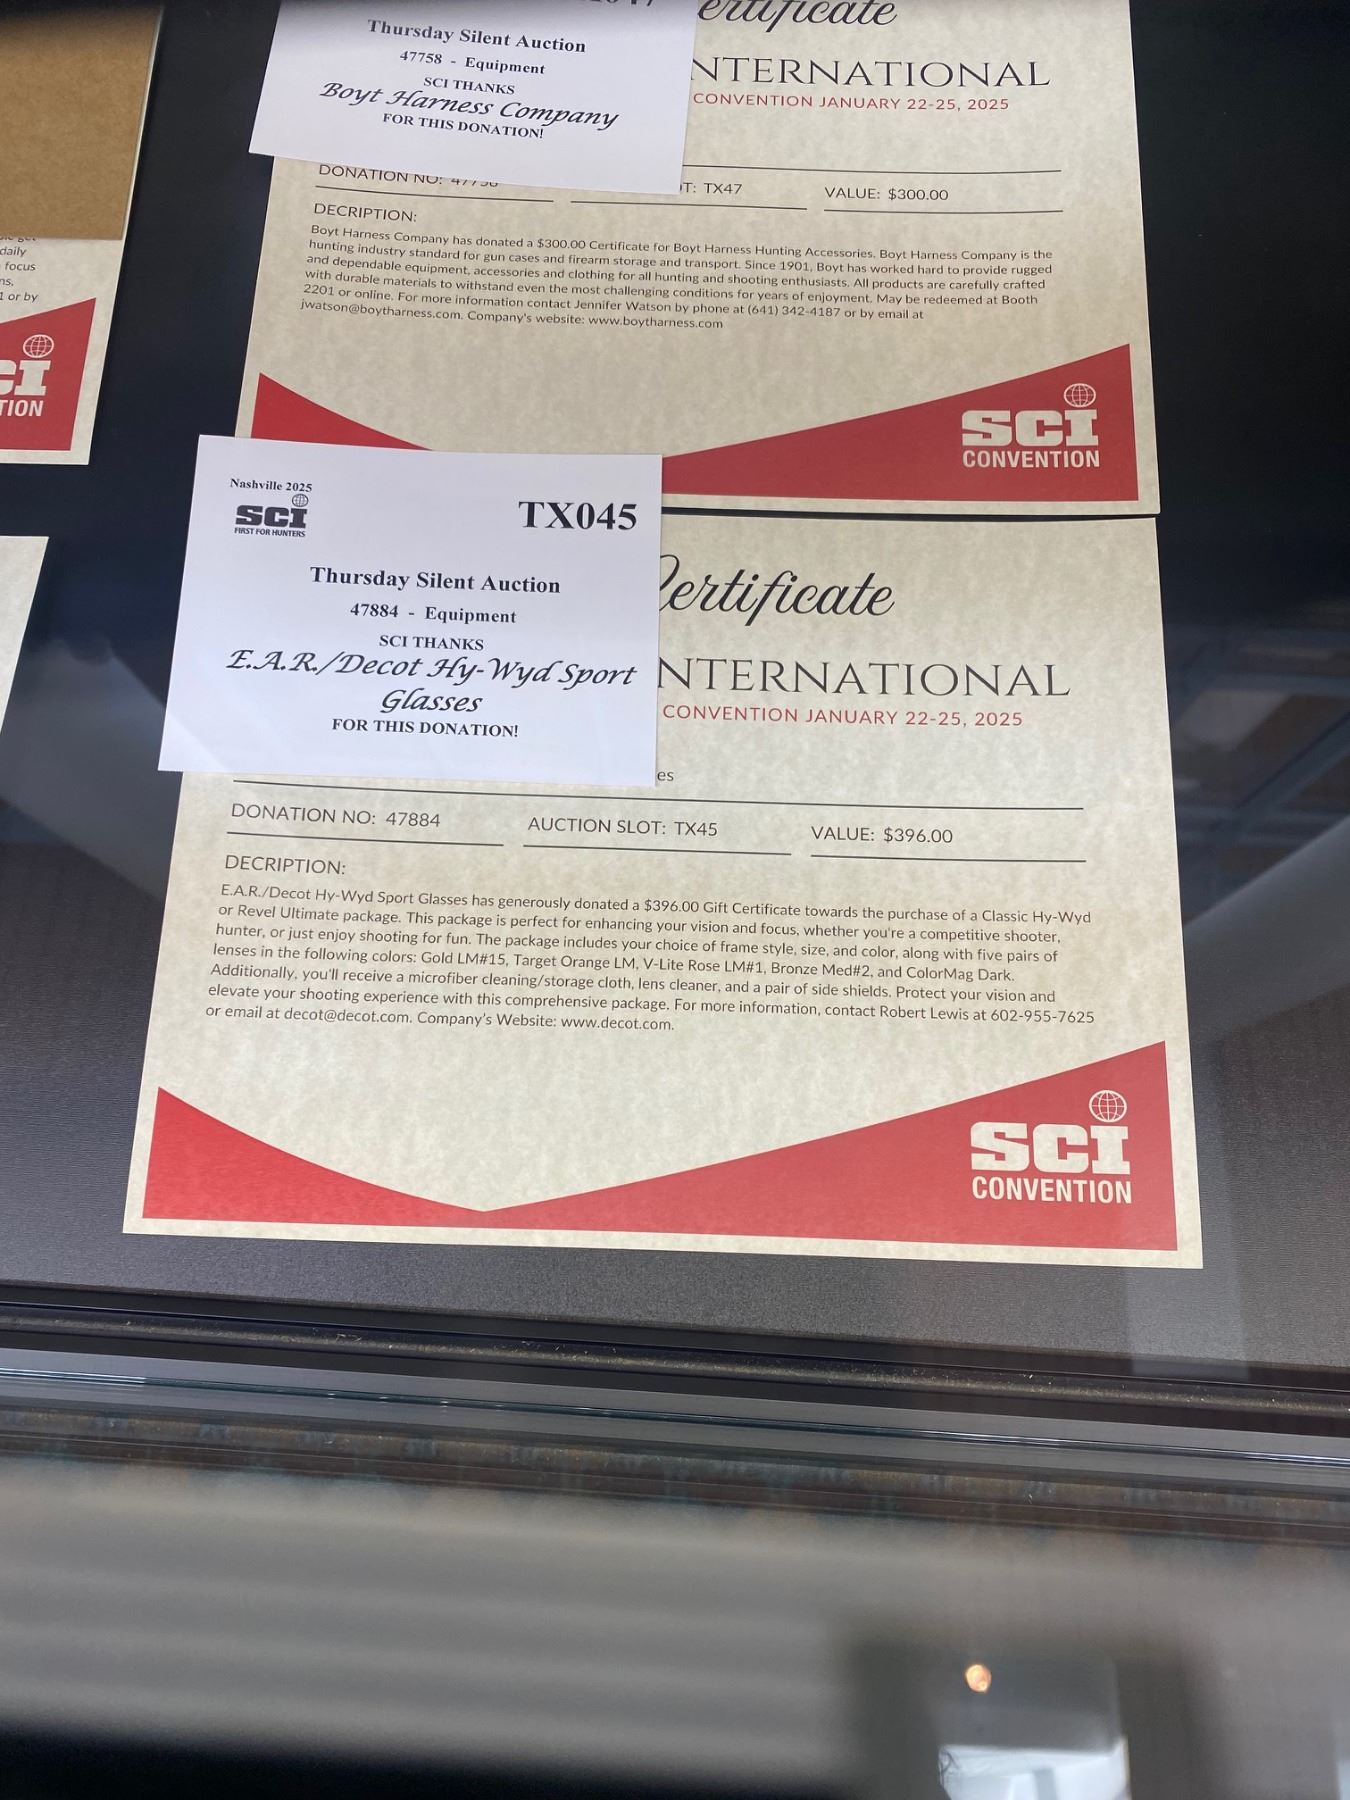 Thursday Silent Auction
47758 - Equipment
SCI THANKS
Boyt Harness Company
FOR THIS DONATION!
NTERNATIONAL
CONVENTION JANUARY 22-25, 2025
DONATION NO:
TX47
VALUE: $300.00
DECRIPTION:
Boyt Harness Company has donated a $300.00 Certificate for Boyt Harness Hunting Accessories. Boyt Harness Company is the
hunting industry standard for gun cases and firearm storage and transport. Since 1901, Boyt has worked hard to provide rugged
and dependable equipment, accessories and clothing for all hunting and shooting enthusiasts. All products are carefully crafted
with durable materials to withstand even the most challenging conditions for years of enjoyment. May be redeemed at Booth
2201 or online. For more information contact Jennifer Watson by phone at (641) 342-4187 or by email at
jwatson@boytharness.com. Company's website: www.boytharness.com
SCI
CONVENTION
daily
focus
or by
CI
TION
Nashville 2025
SCI
FIRST FOR HUNTERS
TX045
Thursday Silent Auction
47884 - Equipment
SCI THANKS
E.A.R./Decot Hy-Wyd Sport
Glasses
FOR THIS DONATION!
ertificate
NTERNATIONAL
CONVENTION JANUARY 22-25, 2025
es
DONATION NO: 47884
AUCTION SLOT: TX45
VALUE: $396.00
DECRIPTION:
E.A.R./Decot Hy-Wyd Sport Glasses has generously donated a $396.00 Gift Certificate towards the purchase of a Classic Hy-Wyd
or Revel Ultimate package. This package is perfect for enhancing your vision and focus, whether you're a competitive shooter,
hunter, or just enjoy shooting for fun. The package includes your choice of frame style, size, and color, along with five pairs of
lenses in the following colors: Gold LM#15, Target Orange LM, V-Lite Rose LM#1, Bronze Med#2, and ColorMag Dark.
Additionally, you'll receive a microfiber cleaning/storage cloth, lens cleaner, and a pair of side shields. Protect your vision and
elevate your shooting experience with this comprehensive package. For more information, contact Robert Lewis at 602-955-7625
or email at decot@decot.com. Company's Website: www.decot.com.
SCI
CONVENTION